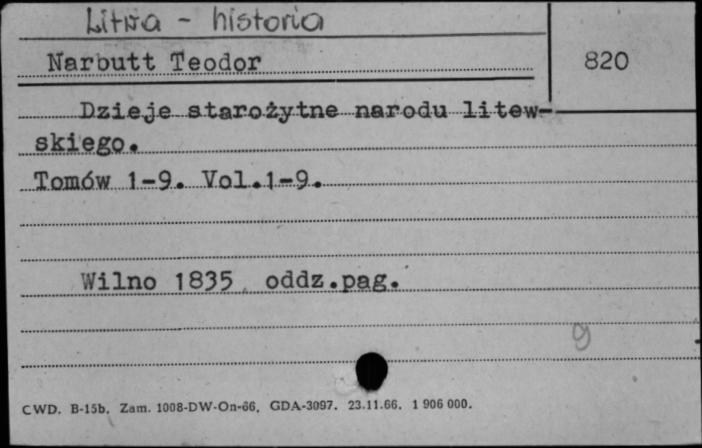 Litwa - historia
Narbutt Teodor
820
Dzieje starożytne narodu litew-
skiego.
Tomów 1-9. Vol.1-9.
Wilno 1835 oddz.pag.
9
CWD. B-15b. Zam. 1008-DW-On-66. GDA-3097. 23.11.66. 1 906 000.